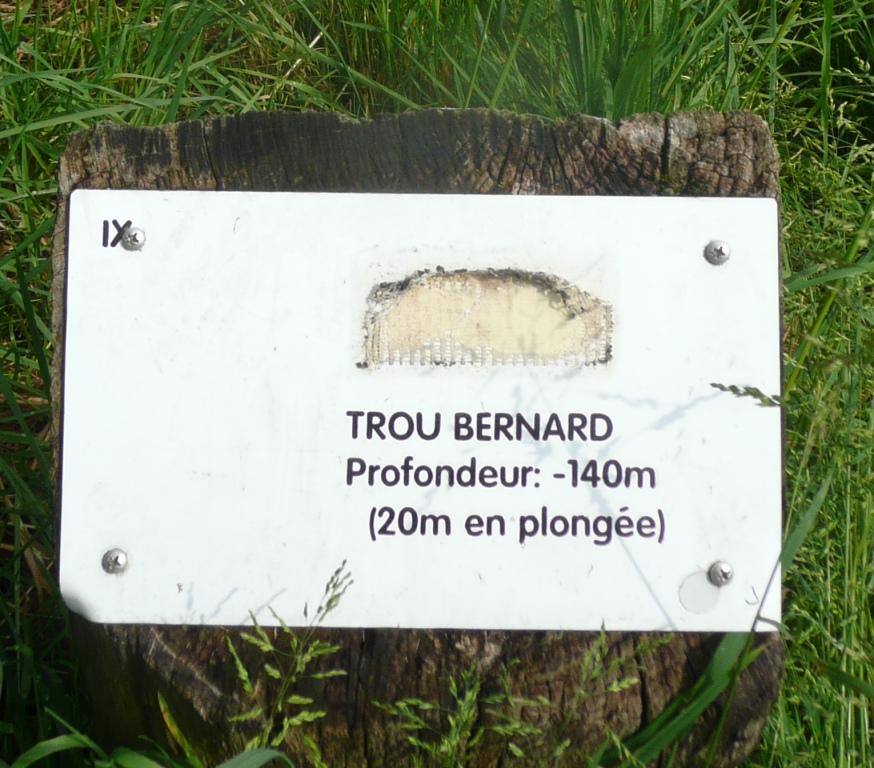 IX
TROU BERNARD
Profondeur: -140m
(20m en plongée)